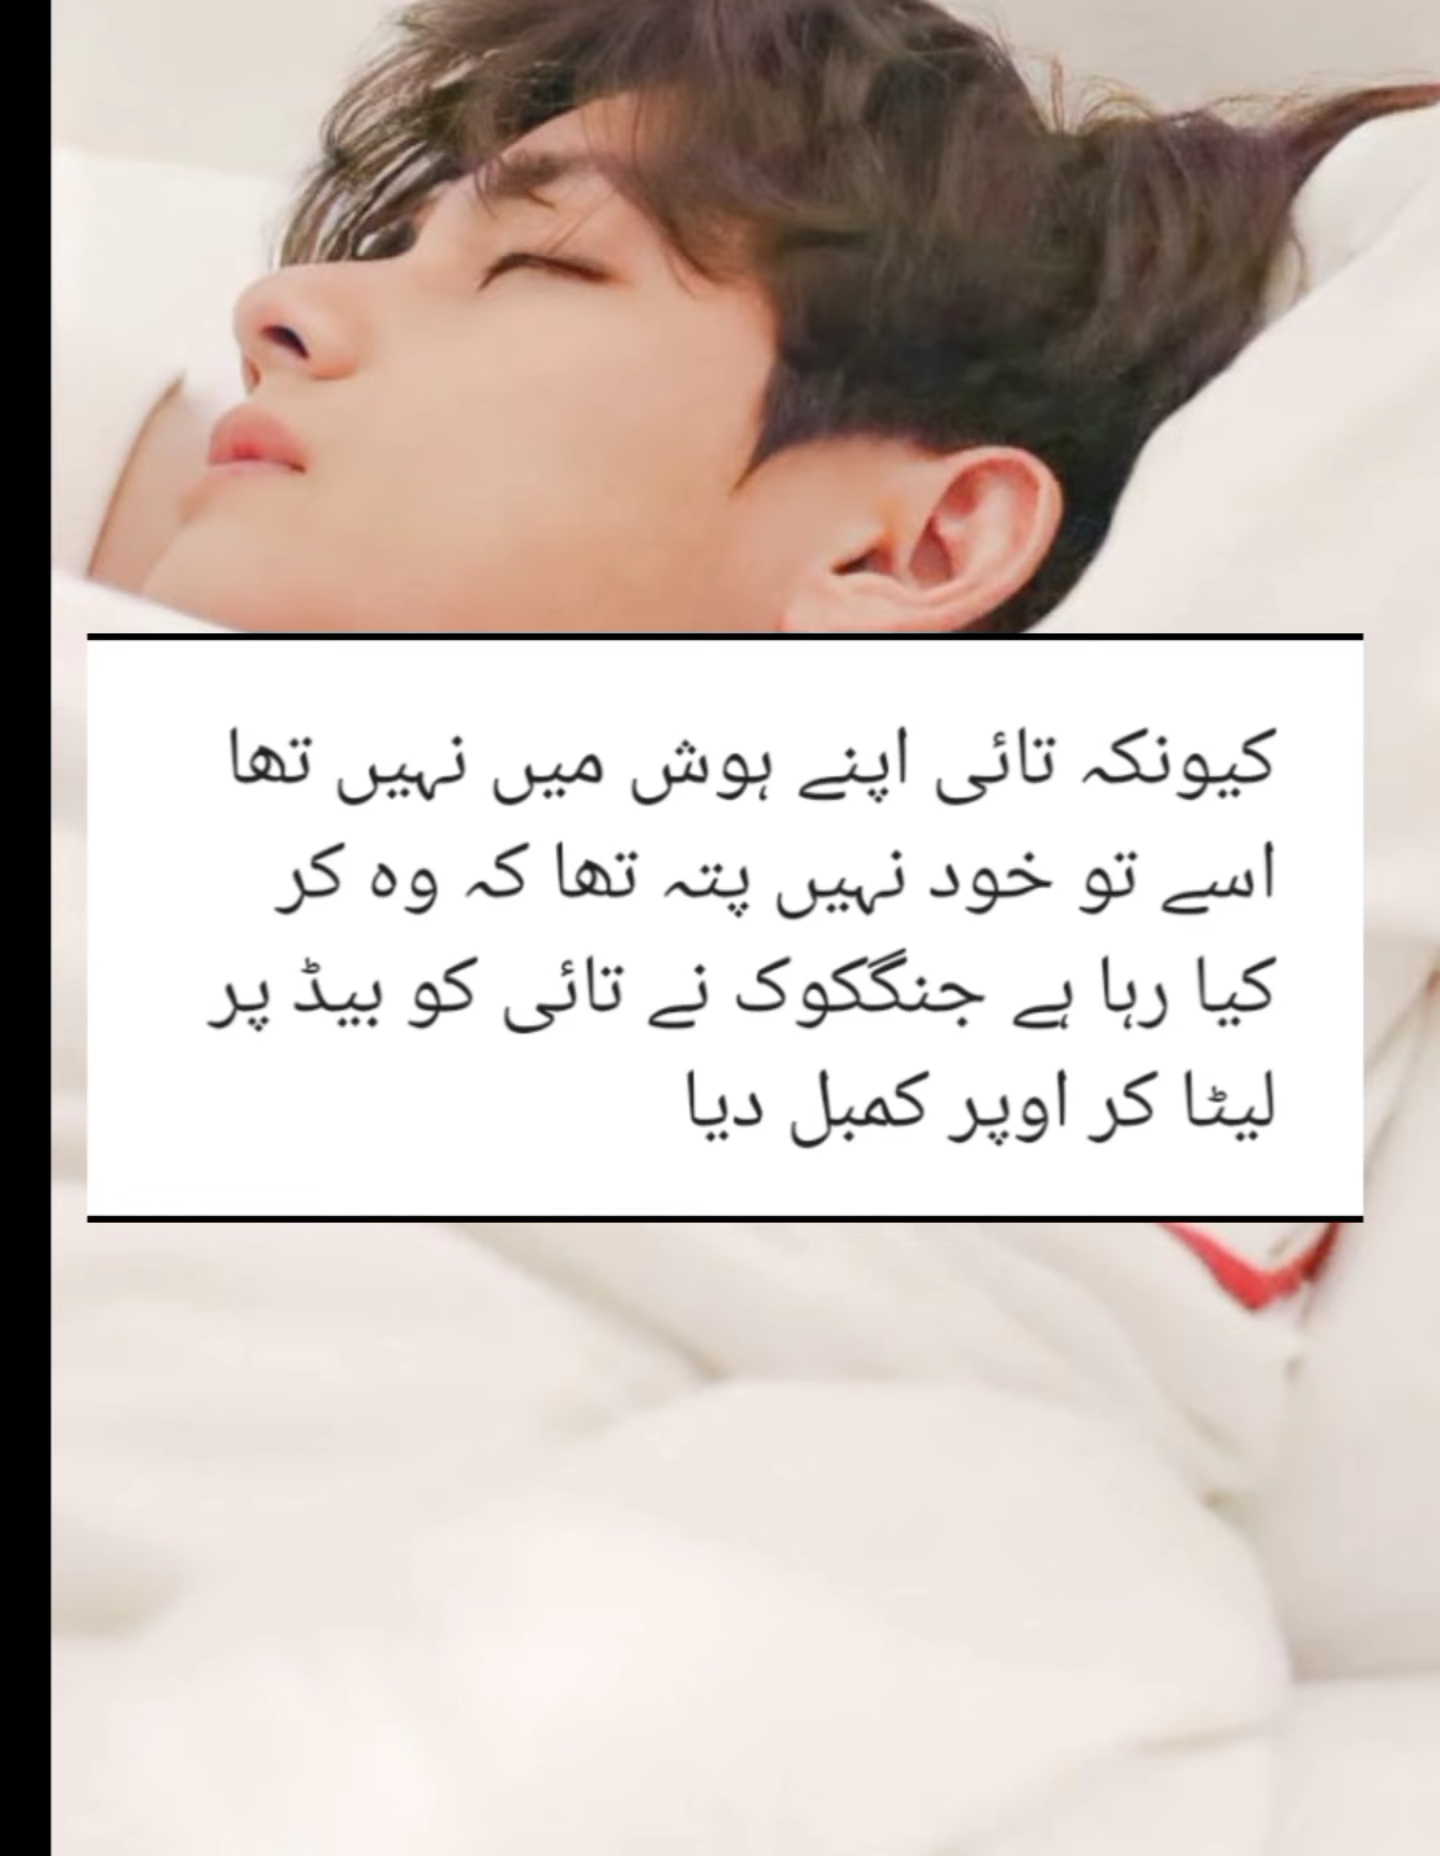 کیونکہ تائی اپنے ہوش میں نہیں تھا
اسے تو خود نہیں پتہ تھا کہ وہ کر
کیا رہا ہے جنگکوک نے تائی کو بیڈ پر
لیٹا کر اوپر کمبل دیا